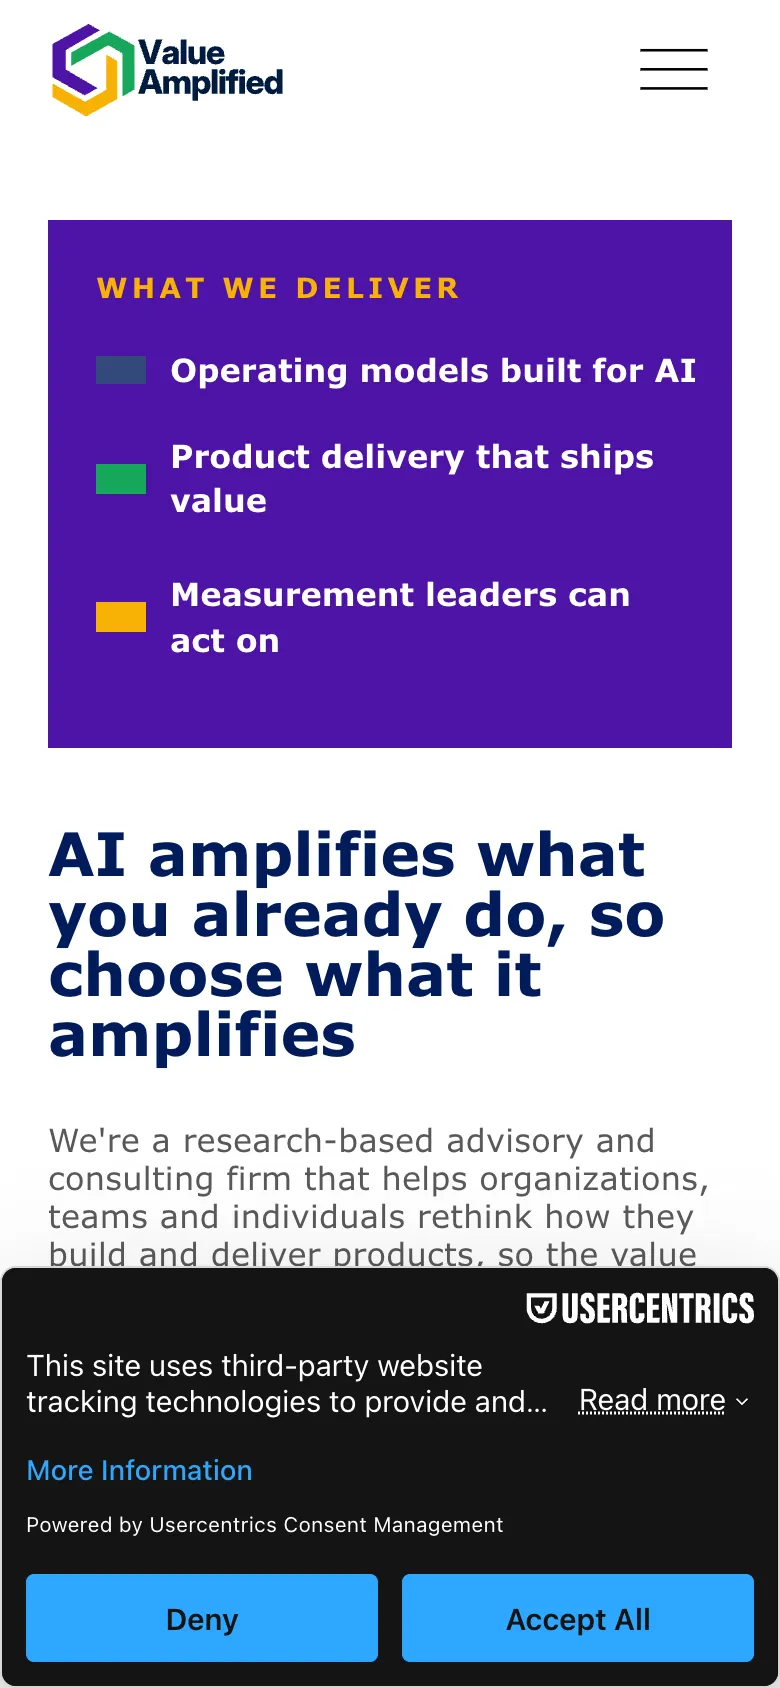 Value
Amplified
WHAT WE DELIVER
Operating models built for AI
Product delivery that ships
value
Measurement leaders can
act on
AI amplifies what
you already do, so
choose what it
amplifies
We're a research-based advisory and
consulting firm that helps organizations,
teams and individuals rethink how they
build and deliver products, so the value
USERCENTRICS
This site uses third-party website
tracking technologies to provide and... Read more
More Information
Powered by Usercentrics Consent Management
Deny Accept All